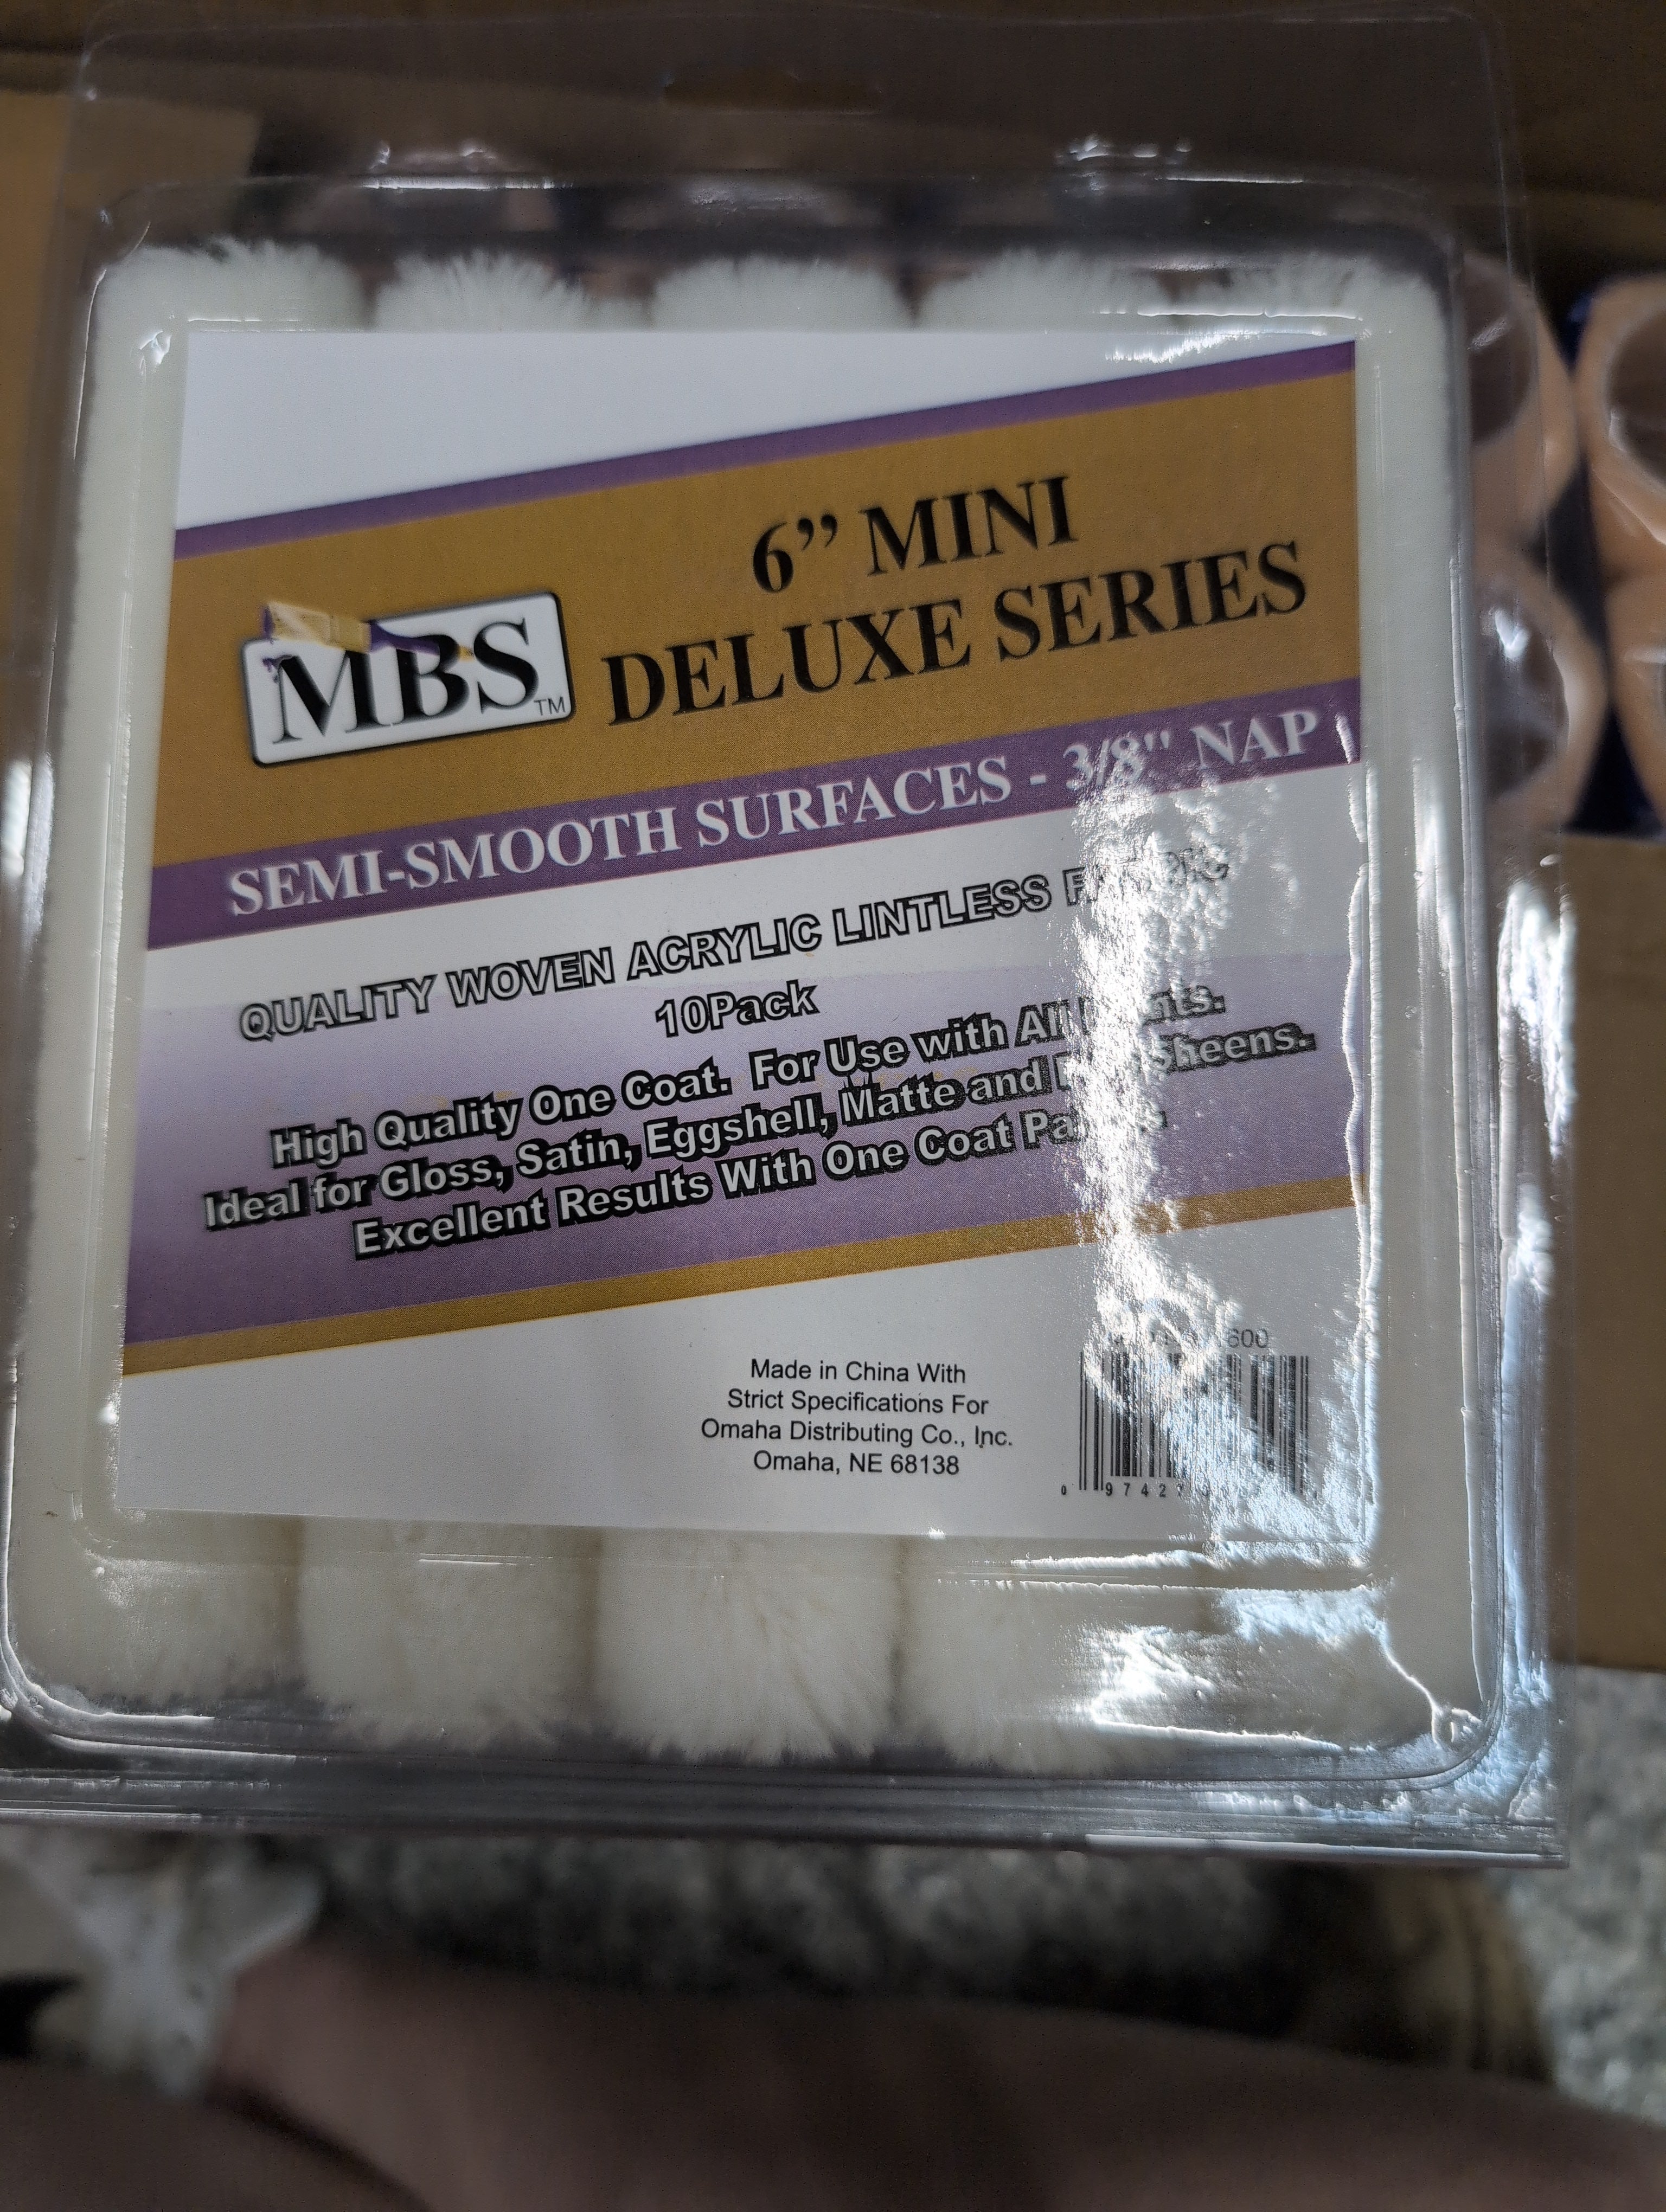 6” MINI
DELUXE SERIES
MBS™
SEMI-SMOOTH SURFACES - 3/8" NAP
QUALITY WOVEN ACRYLIC LINTLESS
10Pack
High Quality One Coat. For Use with All
Ideal for Gloss, Satin, Eggshell, Matte and Sheens.
Excellent Results With One Coat
Made in China With
Strict Specifications For
Omaha Distributing Co., Inc.
Omaha, NE 68138